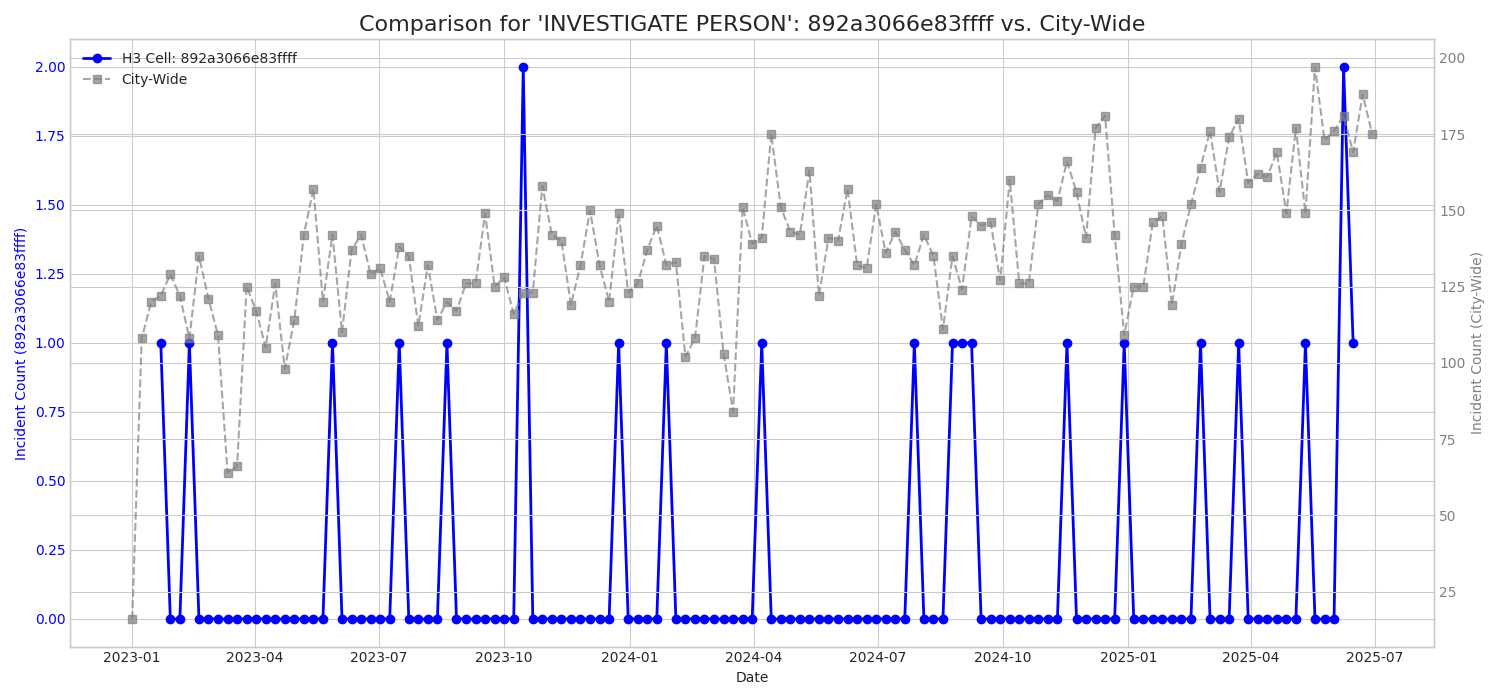 Comparison for 'INVESTIGATE PERSON': 892a3066e83ffff vs. City-Wide
H3 Cell: 892a3066e83ffff
City-Wide
Incident Count (892a3066e83ffff)
2.00
1.75
1.50
1.25
1.00
0.75
0.50
0.25
0.00
200
175
150
125
100
75
50
25
Incident Count (City-Wide)
2023-01 2023-04 2023-07 2023-10 2024-01 2024-04 2024-07 2024-10 2025-01 2025-04 2025-07
Date